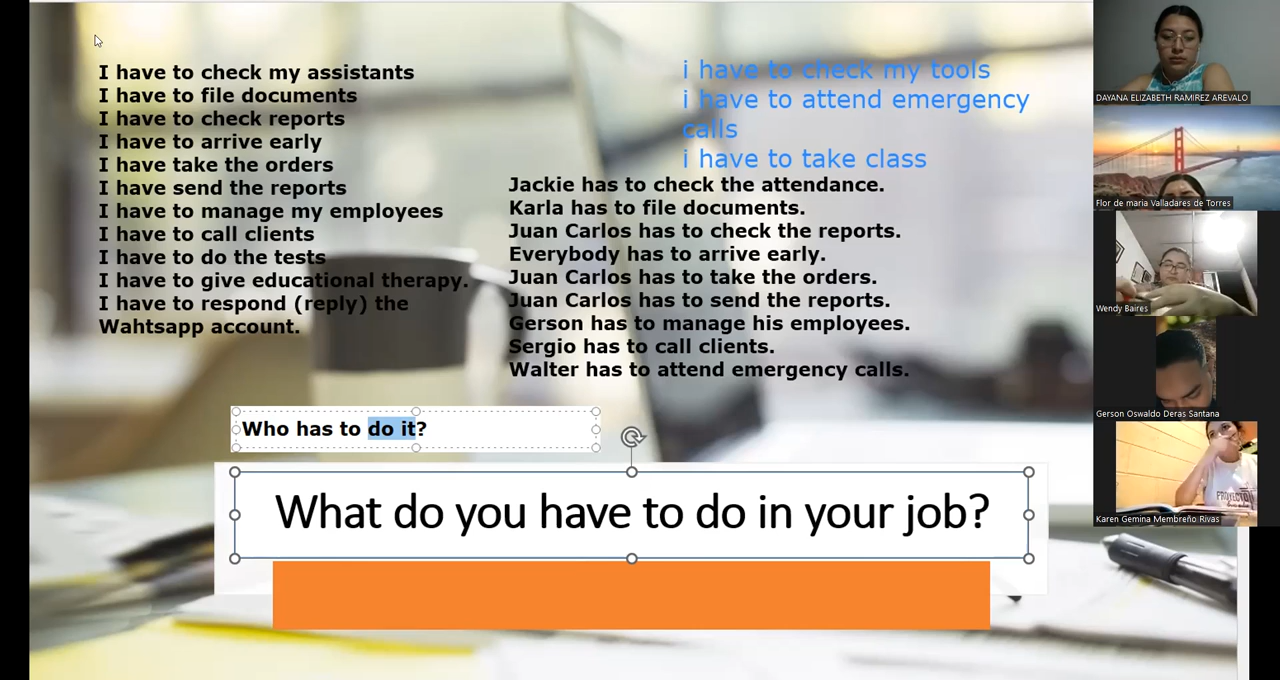 I have to check my assistants
I have to file documents
I have to check reports
I have to arrive early
I have take the orders
I have send the reports
I have to manage my employees
I have to call clients
I have to do the tests
I have to give educational therapy.
I have to respond (reply) the
Wahtsapp account.
i have to check my tools
i have to attend emergency
calls
i have to take class
Jackie has to check the attendance.
Karla has to file documents.
Juan Carlos has to check the reports.
Everybody has to arrive early.
Juan Carlos has to take the orders.
Juan Carlos has to send the reports.
Gerson has to manage his employees.
Sergio has to call clients.
Walter has to attend emergency calls.
Who has to do it?
What do you have to do in your job?
DAYANA ELIZABETH RAMIREZ AREVALO
Flor de maria Valladares de Torres
Wendy Baires
Gerson Oswaldo Deras Santana
PROYECTO
Karen Gemina Membreño Rivas